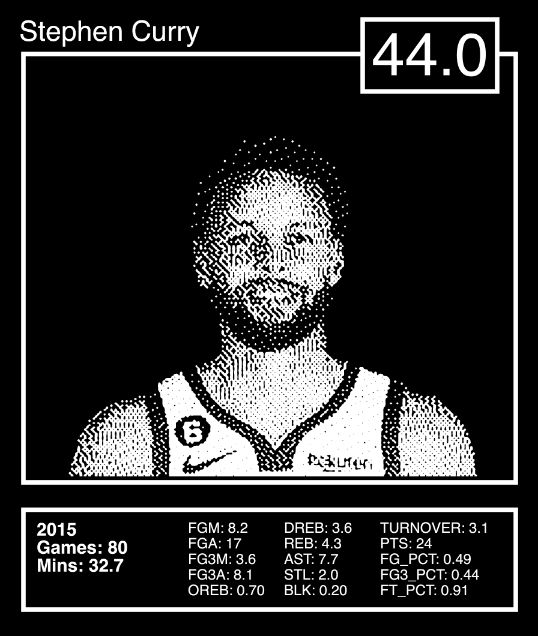 Stephen Curry
44.0
6
Rakuten
2015
Games: 80
Mins: 32.7
FGM: 8.2
FGA: 17
FG3M: 3.6
FG3A: 8.1
OREB: 0.70
DREB: 3.6
REB: 4.3
AST: 7.7
STL: 2.0
BLK: 0.20
TURNOVER: 3.1
PTS: 24
FG_PCT: 0.49
FG3_PCT: 0.44
FT_PCT: 0.91